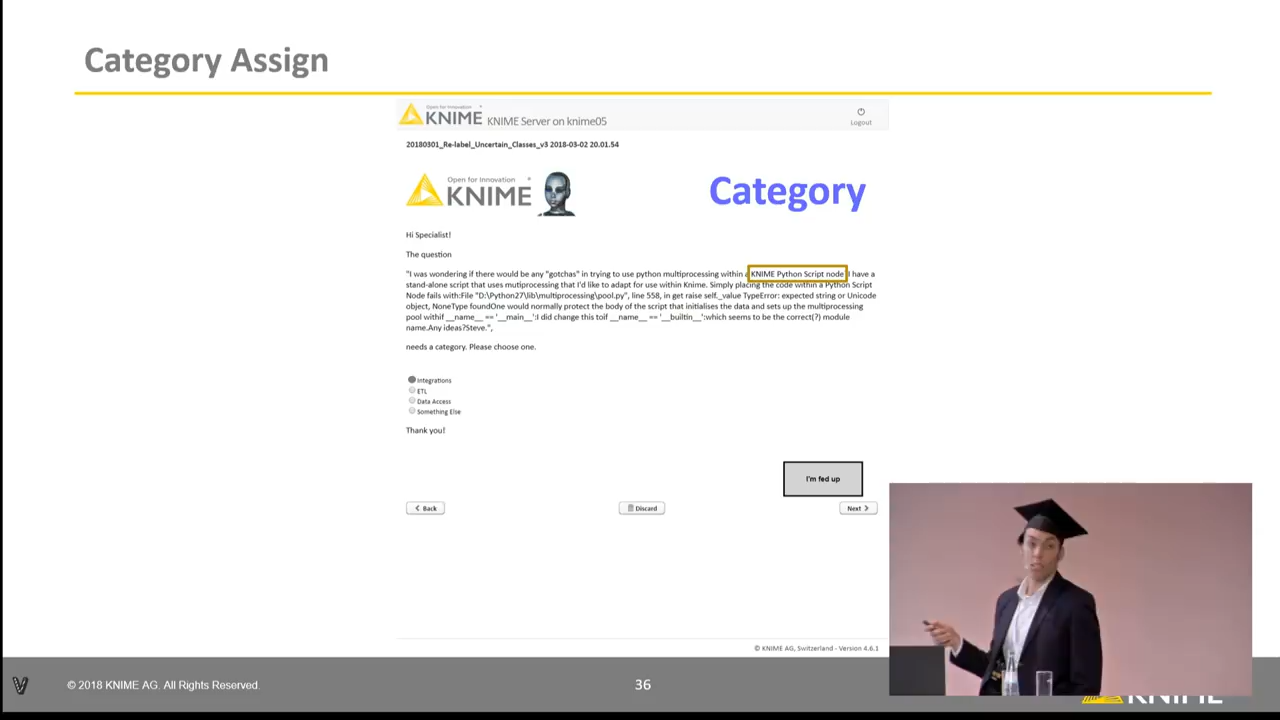 Category Assign
Open for Innovation
KNIME
KNIME Server on knime05
Logout
20180301_Re-label_Uncertain_Classes_v3 2018-03-02 20.01.54
Open for Innovation
KNIME
Category
Hi Specialist!
The question
"I was wondering if there would be any "gotchas" in trying to use python multiprocessing within a KNIME Python Script node I have a
stand-alone script that uses mutiprocessing that I'd like to adapt for use within Knime. Simply placing the code within a Python Script
Node fails with:File "D:\Python27\lib\multiprocessing\pool.py", line 558, in get raise self._value TypeError: expected string or Unicode
object, NoneType foundOne would normally protect the body of the script that initialises the data and sets up the multiprocessing
pool withif __name__ == '__main__':I did change this toif __name__ == '__builtin__':which seems to be the correct(?) module
name.Any ideas?Steve.",
needs a category. Please choose one.
Integrations
ETL
Data Access
Something Else
Thank you!
I'm fed up
Back
Discard
Next
© KNIME AG, Switzerland - Version 4.6.1
V
© 2018 KNIME AG. All Rights Reserved.
36
KNIME